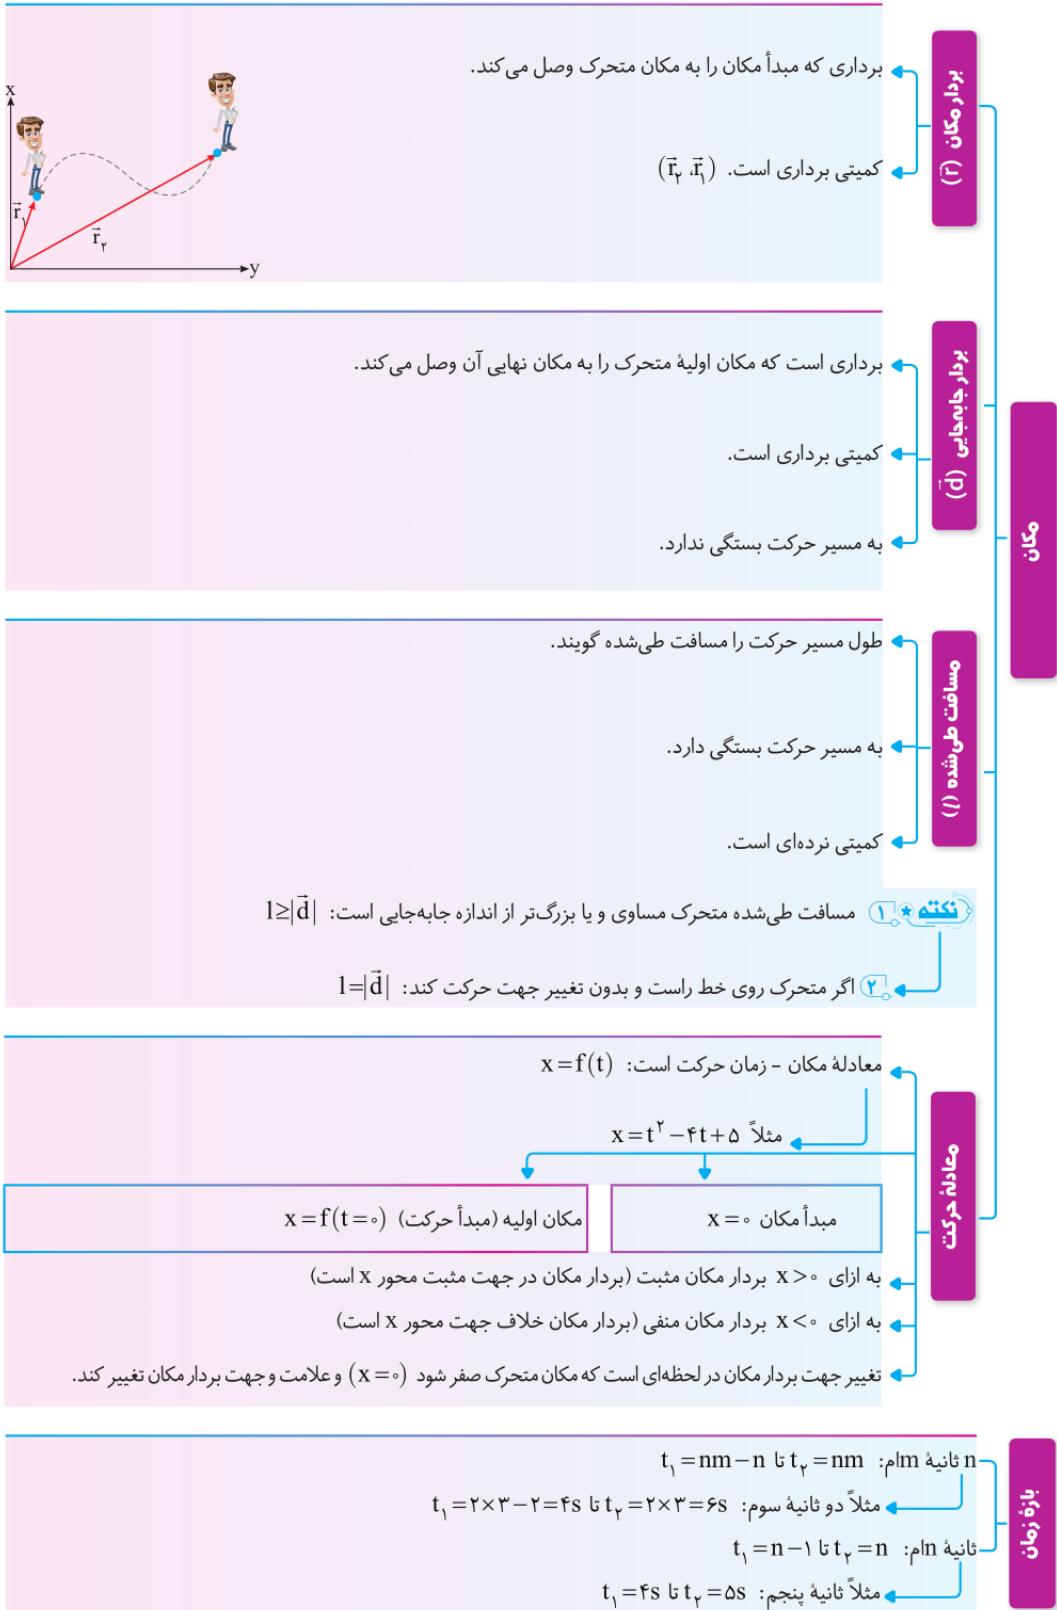 مکان
بردار مکان (r⃗)
برداری که مبدأ مکان را به مکان متحرک وصل می‌کند.
کمیتی برداری است. (r⃗₁، r⃗₂)
x
r⃗₁
r⃗₂
y
بردار جابه‌جایی (d⃗)
برداری است که مکان اولیهٔ متحرک را به مکان نهایی آن وصل می‌کند.
کمیتی برداری است.
به مسیر حرکت بستگی ندارد.
مسافت طی‌شده (l)
طول مسیر حرکت را مسافت طی‌شده گویند.
به مسیر حرکت بستگی دارد.
کمیتی نرده‌ای است.
نکته ۱ مسافت طی‌شده متحرک مساوی و یا بزرگ‌تر از اندازه جابه‌جایی است: l≥|d⃗|
۲ اگر متحرک روی خط راست و بدون تغییر جهت حرکت کند: l=|d⃗|
معادلهٔ حرکت
معادلهٔ مکان - زمان حرکت است: x=f(t)
مثلاً x=t²−۴t+۵
مبدأ مکان x=۰
مکان اولیه (مبدأ حرکت) x=f(t=۰)
به ازای x>۰ بردار مکان مثبت (بردار مکان در جهت مثبت محور x است)
به ازای x<۰ بردار مکان منفی (بردار مکان خلاف جهت محور x است)
تغییر جهت بردار مکان در لحظه‌ای است که مکان متحرک صفر شود (x=۰) و علامت و جهت بردار مکان تغییر کند.
بازهٔ زمان
n ثانیهٔ mام: t₂=nm تا t₁=nm−n
مثلاً دو ثانیهٔ سوم: t₂=۲×۳=۶s تا t₁=۲×۳−۲=۴s
ثانیهٔ nام: t₂=n تا t₁=n−۱
مثلاً ثانیهٔ پنجم: t₂=۵s تا t₁=۴s